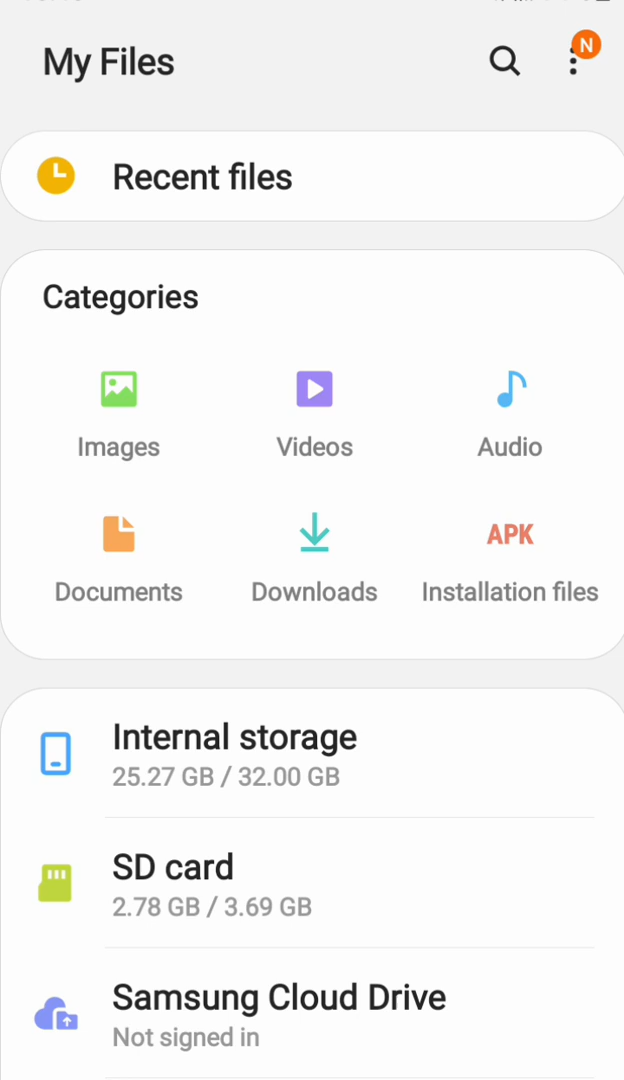 My Files
N
Recent files
Categories
Images
Videos
Audio
APK
Documents
Downloads
Installation files
Internal storage
25.27 GB / 32.00 GB
SD card
2.78 GB / 3.69 GB
Samsung Cloud Drive
Not signed in